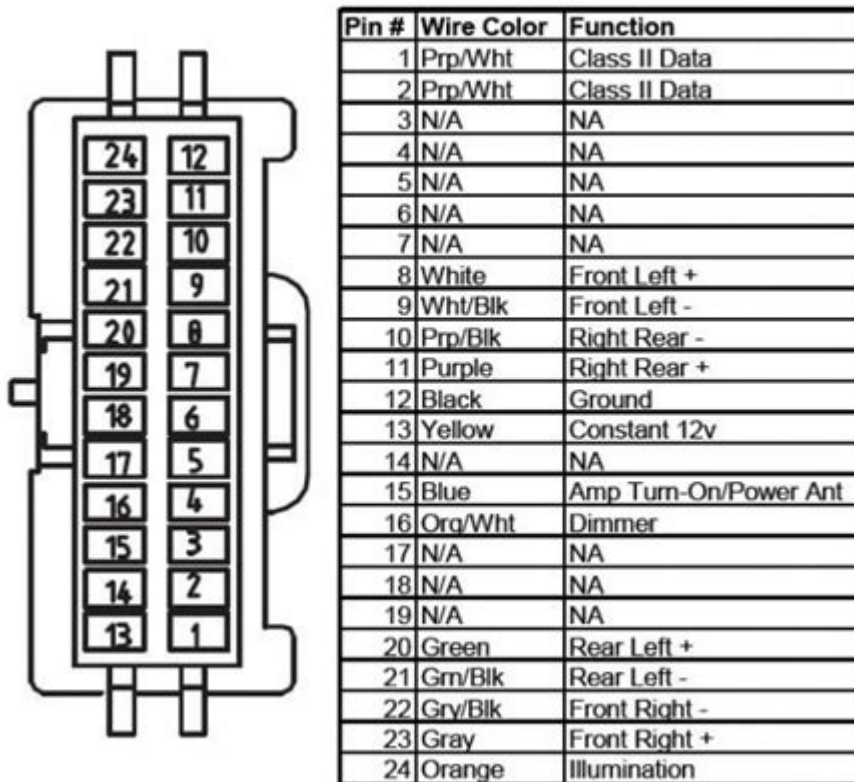 Pin # Wire Color Function
1 Prp/Wht Class II Data
2 Prp/Wht Class II Data
3 N/A NA
4 N/A NA
5 N/A NA
6 N/A NA
7 N/A NA
8 White Front Left +
9 Wht/Blk Front Left -
10 Prp/Blk Right Rear -
11 Purple Right Rear +
12 Black Ground
13 Yellow Constant 12v
14 N/A NA
15 Blue Amp Turn-On/Power Ant
16 Org/Wht Dimmer
17 N/A NA
18 N/A NA
19 N/A NA
20 Green Rear Left +
21 Grn/Blk Rear Left -
22 Gry/Blk Front Right -
23 Gray Front Right +
24 Orange Illumination
24 12
23 11
22 10
21 9
20 8
19 7
18 6
17 5
16 4
15 3
14 2
13 1